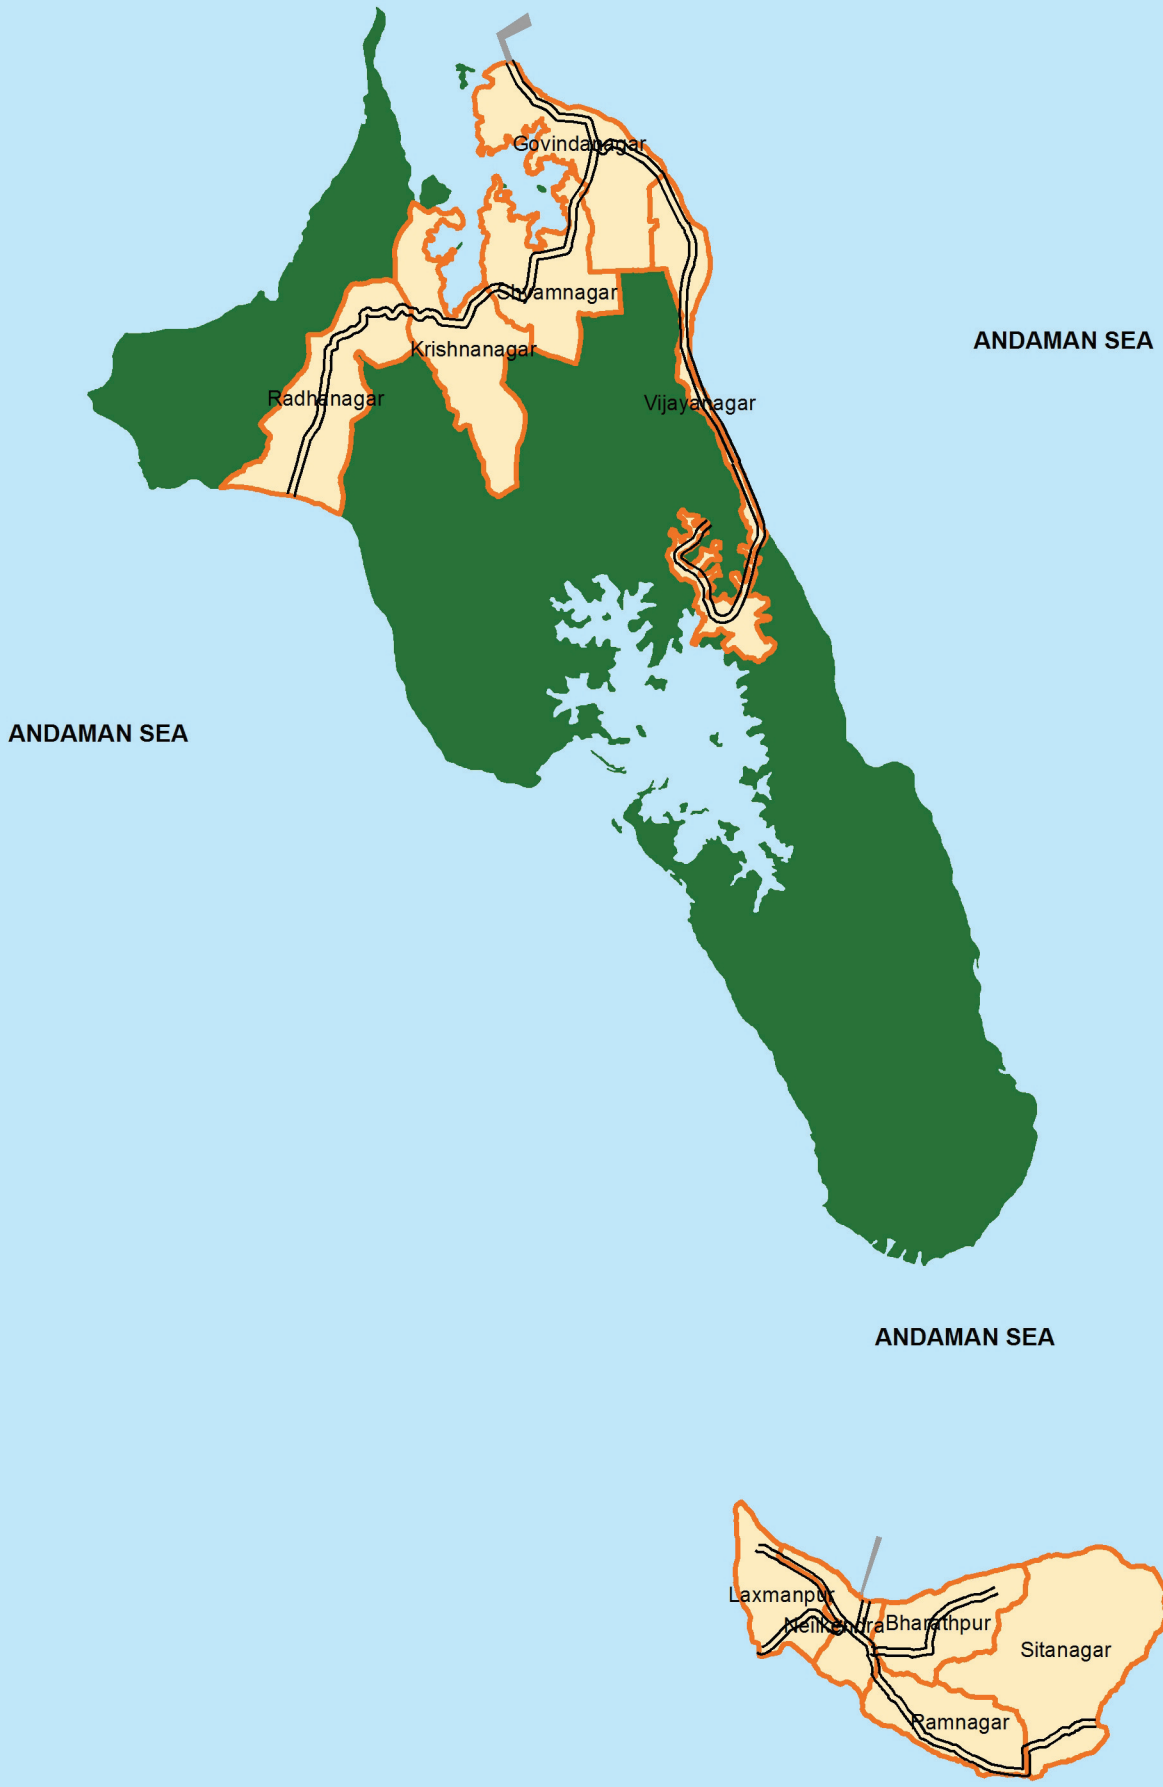 Govindanagar
Shyamnagar
ANDAMAN SEA
Krishnanagar
Radhanagar
Vijayanagar
ANDAMAN SEA
ANDAMAN SEA
Laxmanpur
Neilkendra
Bharathpur
Sitanagar
Ramnagar